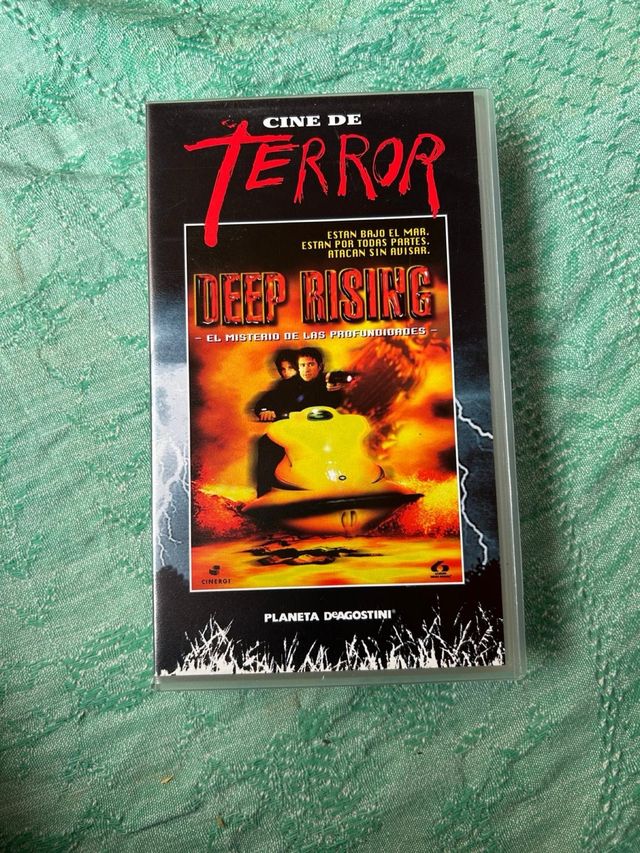 CINE DE
TERROR
ESTAN BAJO EL MAR.
ESTAN POR TODAS PARTES.
ATACAN SIN AVISAR.
DEEP RISING
- EL MISTERIO DE LAS PROFUNDIDADES -
CINERGI
PLANETA DeAGOSTINI